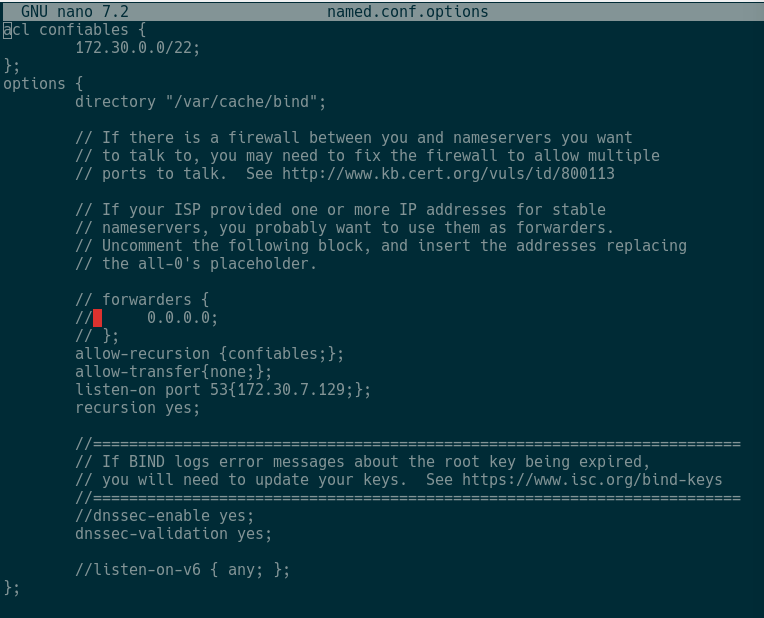 GNU nano 7.2                      named.conf.options
acl confiables {
        172.30.0.0/22;
};
options {
        directory "/var/cache/bind";

        // If there is a firewall between you and nameservers you want
        // to talk to, you may need to fix the firewall to allow multiple
        // ports to talk.  See http://www.kb.cert.org/vuls/id/800113

        // If your ISP provided one or more IP addresses for stable
        // nameservers, you probably want to use them as forwarders.
        // Uncomment the following block, and insert the addresses replacing
        // the all-0's placeholder.

        // forwarders {
        //      0.0.0.0;
        // };
        allow-recursion {confiables;};
        allow-transfer{none;};
        listen-on port 53{172.30.7.129;};
        recursion yes;

        //========================================================================
        // If BIND logs error messages about the root key being expired,
        // you will need to update your keys.  See https://www.isc.org/bind-keys
        //========================================================================
        //dnssec-enable yes;
        dnssec-validation yes;

        //listen-on-v6 { any; };
};